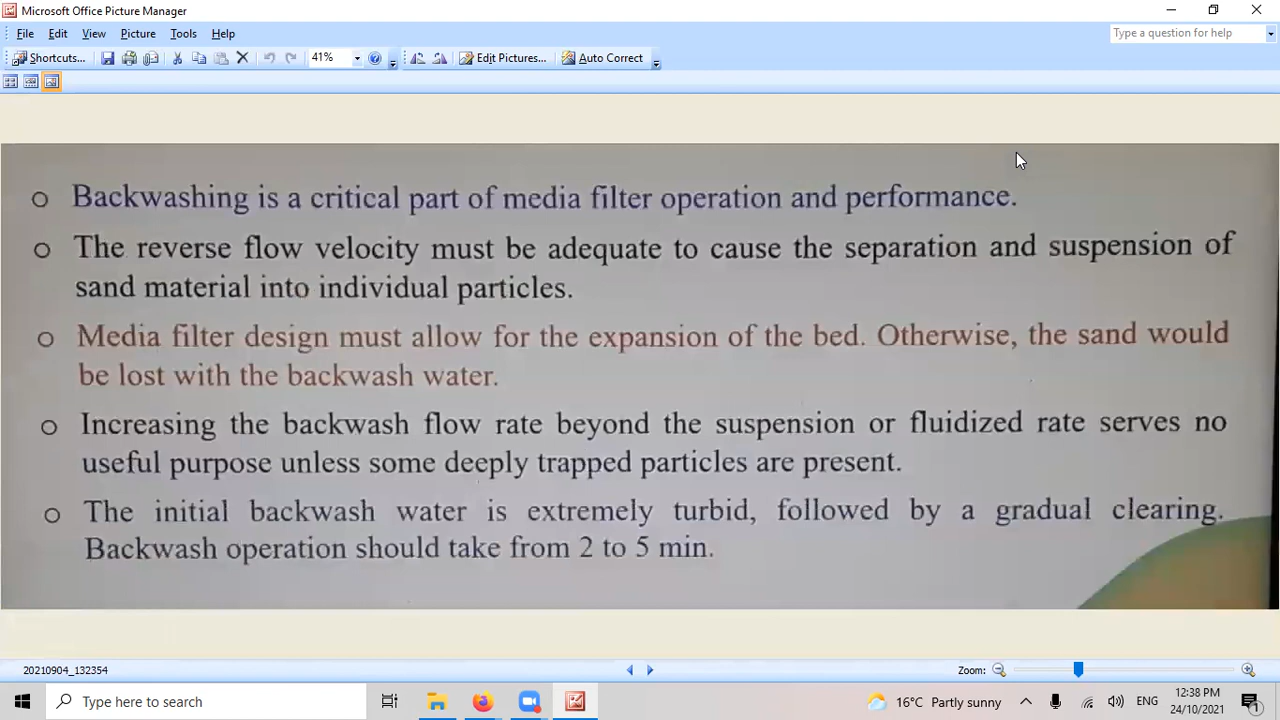 Microsoft Office Picture Manager
File Edit View Picture Tools Help
Type a question for help
Shortcuts... 41% Edit Pictures... Auto Correct
Backwashing is a critical part of media filter operation and performance.
The reverse flow velocity must be adequate to cause the separation and suspension of
sand material into individual particles.
Media filter design must allow for the expansion of the bed. Otherwise, the sand would
be lost with the backwash water.
Increasing the backwash flow rate beyond the suspension or fluidized rate serves no
useful purpose unless some deeply trapped particles are present.
The initial backwash water is extremely turbid, followed by a gradual clearing.
Backwash operation should take from 2 to 5 min.
20210904_132354
Zoom:
Type here to search
16°C Partly sunny
ENG
12:38 PM
24/10/2021
1